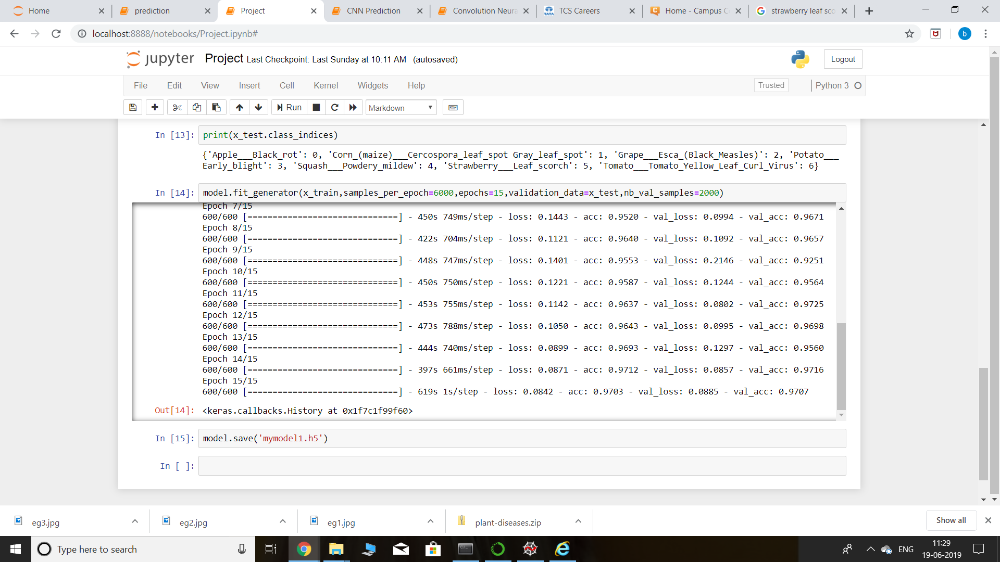 Home
prediction
Project
CNN Prediction
Convolution Neura
TCS Careers
Home - Campus C
strawberry leaf sco
localhost:8888/notebooks/Project.ipynb#
b
jupyter Project Last Checkpoint: Last Sunday at 10:11 AM (autosaved)
Logout
File Edit View Insert Cell Kernel Widgets Help
Trusted
Python 3
Run
Markdown
In [13]: print(x_test.class_indices)
{'Apple___Black_rot': 0, 'Corn_(maize)___Cercospora_leaf_spot Gray_leaf_spot': 1, 'Grape___Esca_(Black_Measles)': 2, 'Potato___
Early_blight': 3, 'Squash___Powdery_mildew': 4, 'Strawberry___Leaf_scorch': 5, 'Tomato___Tomato_Yellow_Leaf_Curl_Virus': 6}
In [14]: model.fit_generator(x_train,samples_per_epoch=6000,epochs=15,validation_data=x_test,nb_val_samples=2000)
Epoch 7/15
600/600 [==============================] - 450s 749ms/step - loss: 0.1443 - acc: 0.9520 - val_loss: 0.0994 - val_acc: 0.9671
Epoch 8/15
600/600 [==============================] - 422s 704ms/step - loss: 0.1121 - acc: 0.9640 - val_loss: 0.1092 - val_acc: 0.9657
Epoch 9/15
600/600 [==============================] - 448s 747ms/step - loss: 0.1401 - acc: 0.9553 - val_loss: 0.2146 - val_acc: 0.9251
Epoch 10/15
600/600 [==============================] - 450s 750ms/step - loss: 0.1221 - acc: 0.9587 - val_loss: 0.1244 - val_acc: 0.9564
Epoch 11/15
600/600 [==============================] - 453s 755ms/step - loss: 0.1142 - acc: 0.9637 - val_loss: 0.0802 - val_acc: 0.9725
Epoch 12/15
600/600 [==============================] - 473s 788ms/step - loss: 0.1050 - acc: 0.9643 - val_loss: 0.0995 - val_acc: 0.9698
Epoch 13/15
600/600 [==============================] - 444s 740ms/step - loss: 0.0899 - acc: 0.9693 - val_loss: 0.1297 - val_acc: 0.9560
Epoch 14/15
600/600 [==============================] - 397s 661ms/step - loss: 0.0871 - acc: 0.9712 - val_loss: 0.0857 - val_acc: 0.9716
Epoch 15/15
600/600 [==============================] - 619s 1s/step - loss: 0.0842 - acc: 0.9703 - val_loss: 0.0885 - val_acc: 0.9707
Out[14]: <keras.callbacks.History at 0x1f7c1f99f60>
In [15]: model.save('mymodel1.h5')
In [ ]:
eg3.jpg
eg2.jpg
eg1.jpg
plant-diseases.zip
Show all
Type here to search
ENG
11:29
19-06-2019